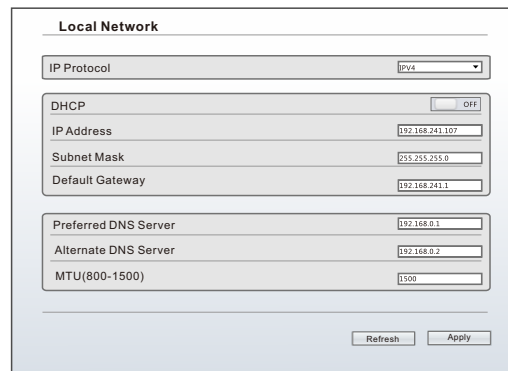 Local Network
IP Protocol IPV4
DHCP OFF
IP Address 192.168.241.107
Subnet Mask 255.255.255.0
Default Gateway 192.168.241.1
Preferred DNS Server 192.168.0.1
Alternate DNS Server 192.168.0.2
MTU(800-1500) 1500
Refresh Apply